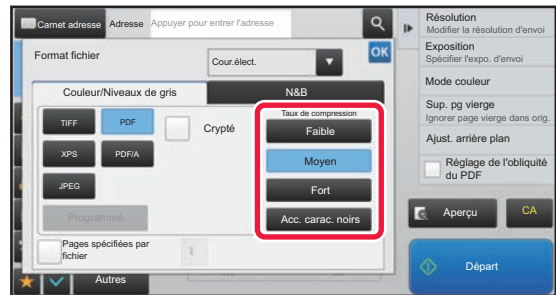 Carnet adresse
Adresse
Appuyer pour entrer l'adresse
Format fichier
Cour.élect.
OK
Couleur/Niveaux de gris
N&B
TIFF
PDF
Crypté
XPS
PDF/A
JPEG
Programmé
Taux de compression
Faible
Moyen
Fort
Acc. carac. noirs
Pages spécifiées par
fichier
1
Autres
Résolution
Modifier la résolution d'envoi
Exposition
Spécifier l'expo. d'envoi
Mode couleur
Sup. pg vierge
Ignorer page vierge dans orig.
Ajust. arrière plan
Réglage de l'obliquité
du PDF
Aperçu
CA
Départ